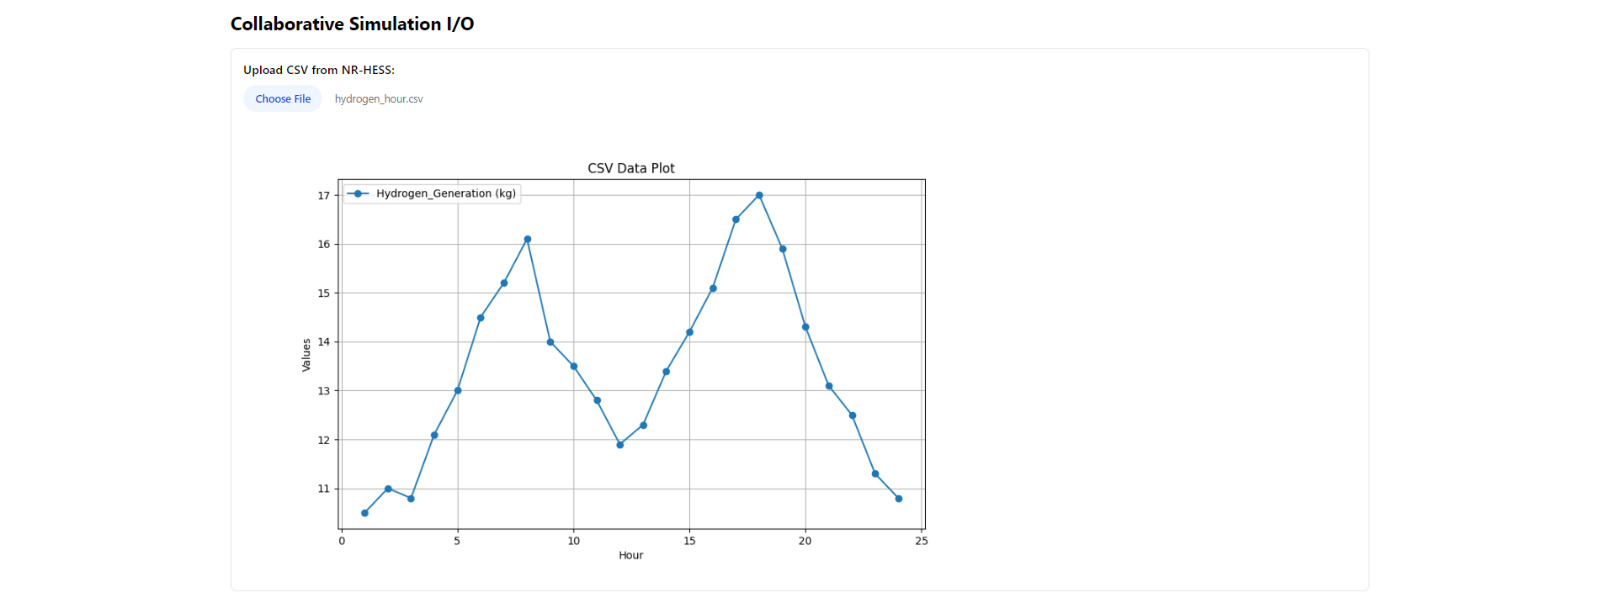 Collaborative Simulation I/O
Upload CSV from NR-HESS:
Choose File hydrogen_hour.csv
CSV Data Plot
Hydrogen_Generation (kg)
17
16
15
14
13
12
11
Values
0 5 10 15 20 25
Hour